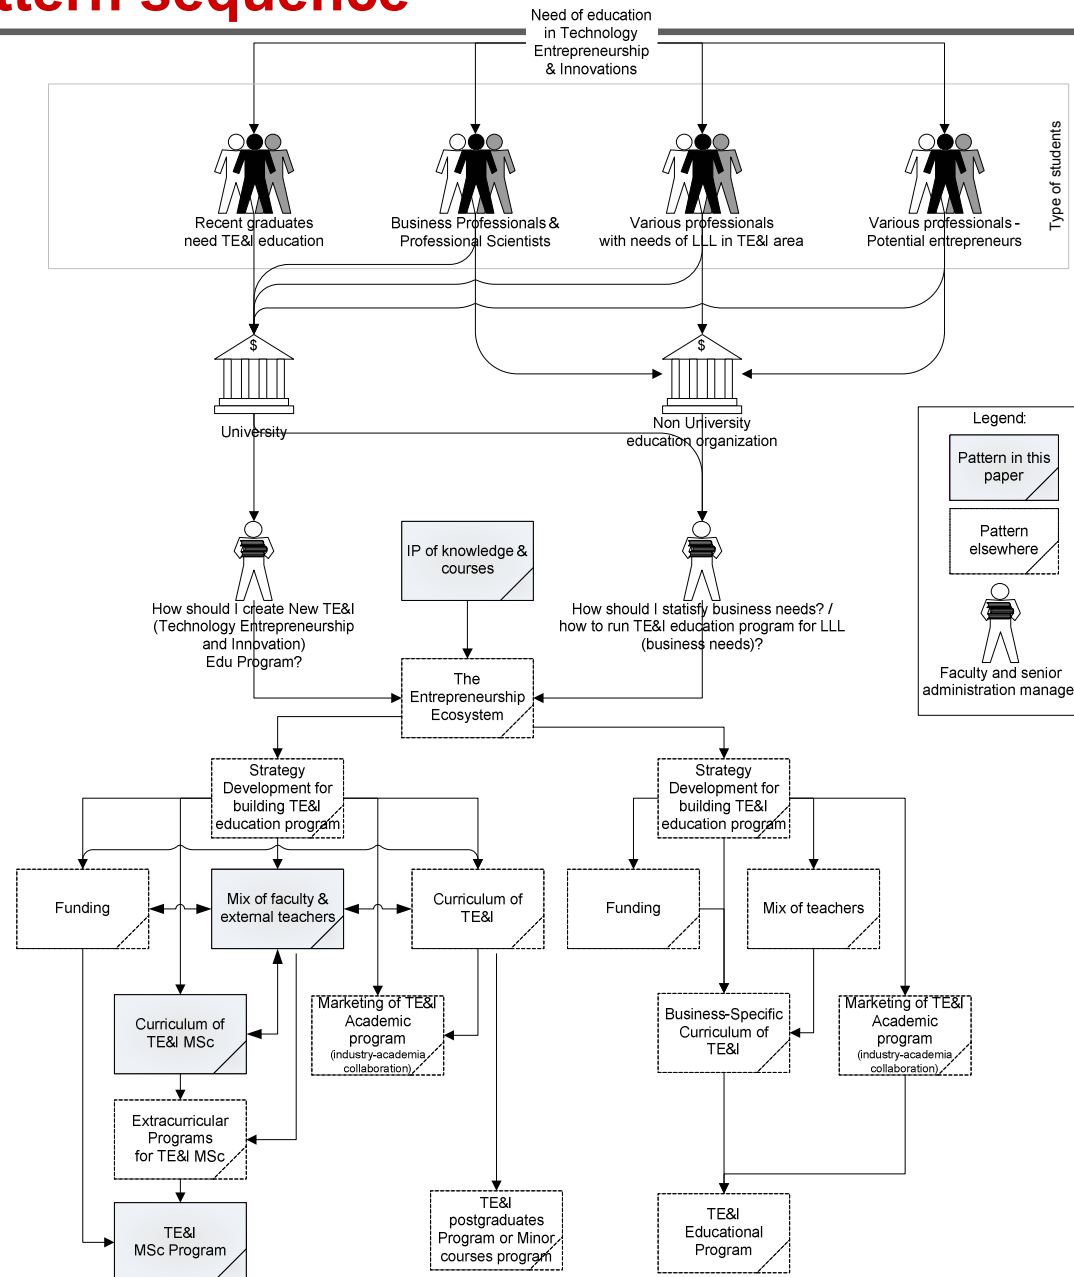 ttern sequence
Need of education
in Technology
Entrepreneurship
& Innovations
Type of students
Recent graduates
need TE&I education
Business Professionals &
Professional Scientists
Various professionals
with needs of LLL in TE&I area
Various professionals -
Potential entrepreneurs
$
$
University
Non University
education organization
Legend:
Pattern in this
paper
Pattern
elsewhere
Faculty and senior
administration manage
IP of knowledge &
courses
How should I create New TE&I
(Technology Entrepreneurship
and Innovation)
Edu Program?
How should I statisfy business needs? /
how to run TE&I education program for LLL
(business needs)?
The
Entrepreneurship
Ecosystem
Strategy
Development for
building TE&I
education program
Strategy
Development for
building TE&I
education program
Funding
Mix of faculty &
external teachers
Curriculum of
TE&I
Funding
Mix of teachers
Curriculum of
TE&I MSc
Marketing of TE&I
Academic
program
(industry-academia
collaboration)
Business-Specific
Curriculum of
TE&I
Marketing of TE&I
Academic
program
(industry-academia
collaboration)
Extracurricular
Programs
for TE&I MSc
TE&I
MSc Program
TE&I
postgraduates
Program or Minor
courses program
TE&I
Educational
Program